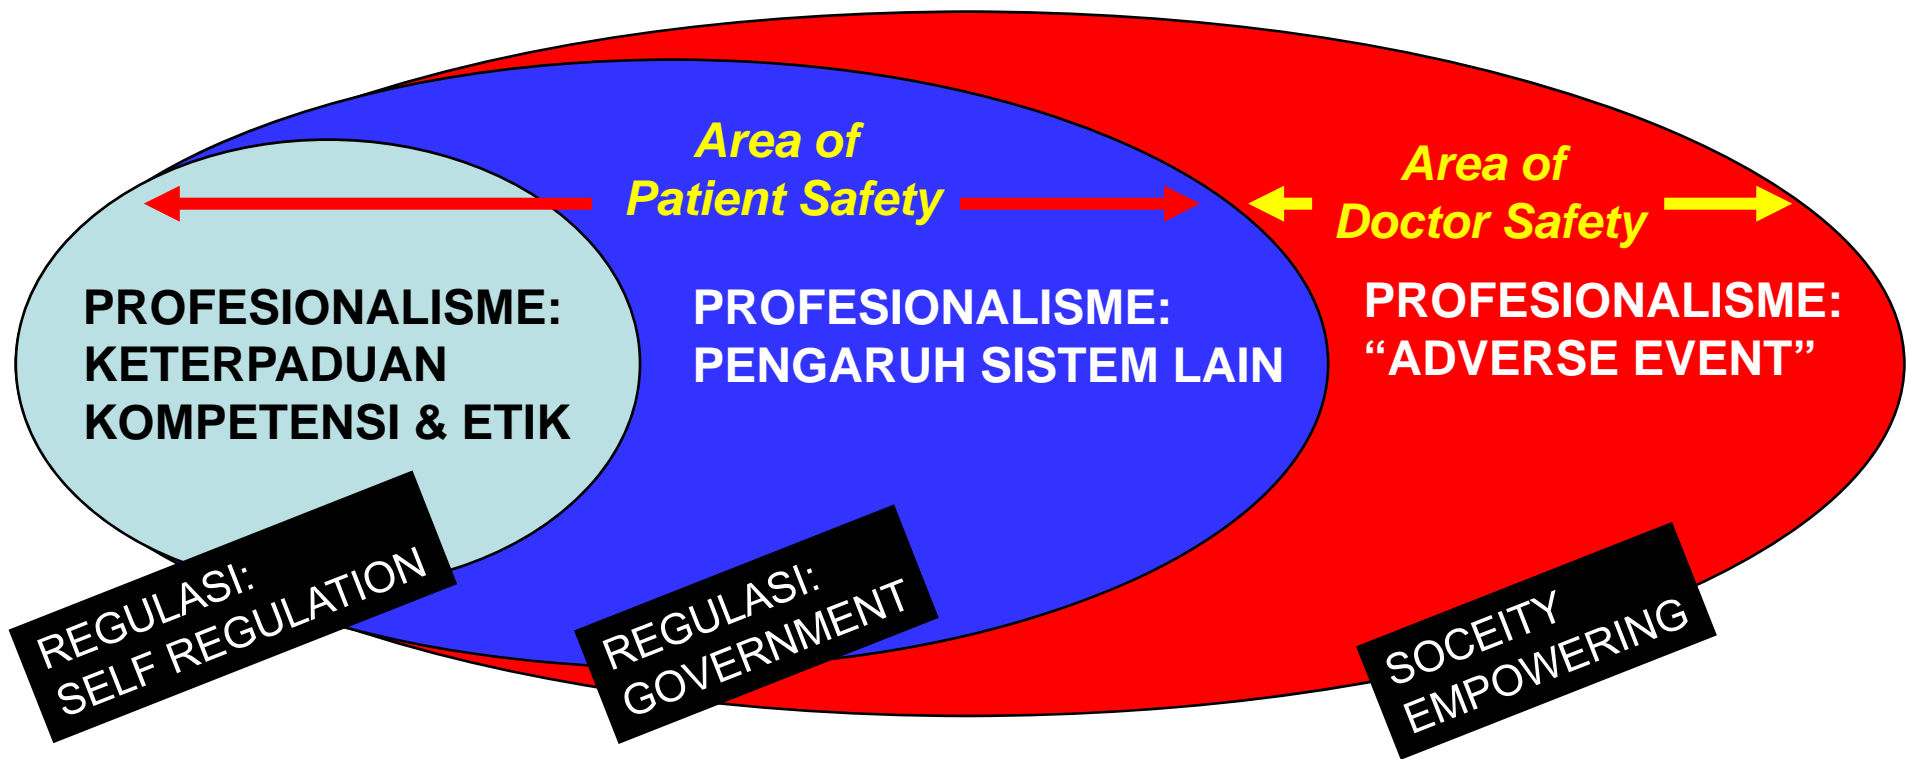 Area of
Patient Safety
Area of
Doctor Safety
PROFESIONALISME:
KETERPADUAN
KOMPETENSI & ETIK
PROFESIONALISME:
PENGARUH SISTEM LAIN
PROFESIONALISME:
“ADVERSE EVENT”
REGULASI:
SELF REGULATION
REGULASI:
GOVERNMENT
SOCEITY
EMPOWERING